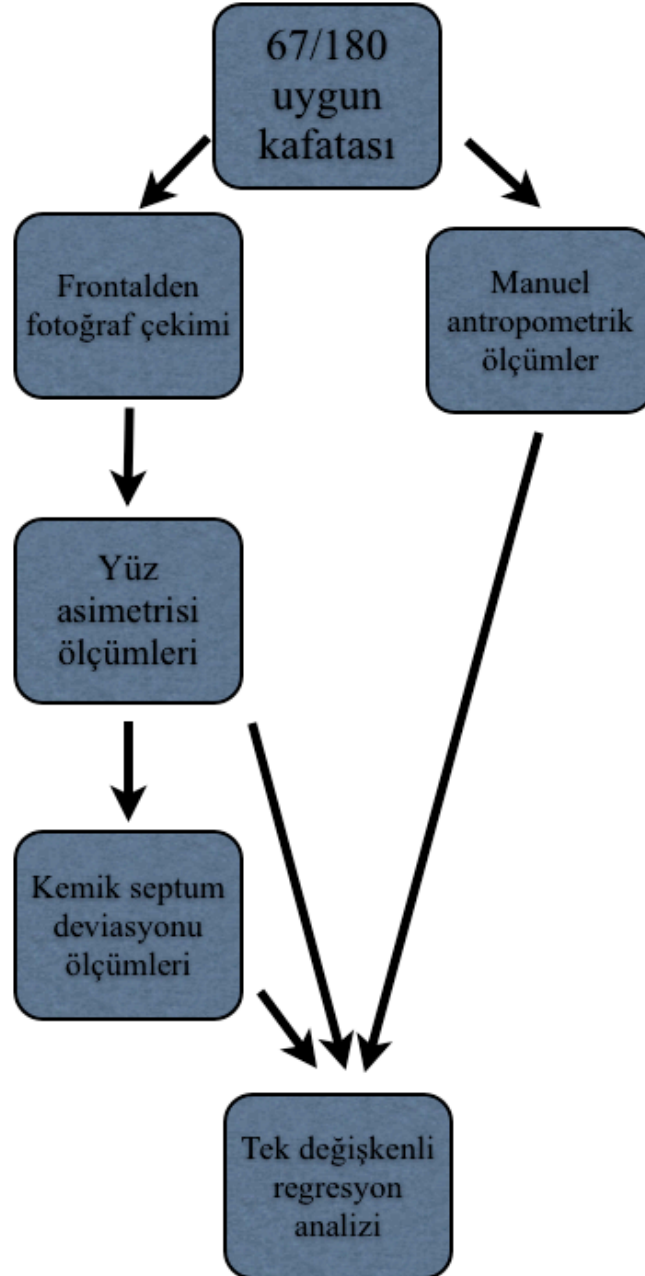 67/180
uygun
kafatası
Frontalden
fotoğraf çekimi
Manuel
antropometrik
ölçümler
Yüz
asimetrisi
ölçümleri
Kemik septum
deviasyonu
ölçümleri
Tek değişkenli
regresyon
analizi